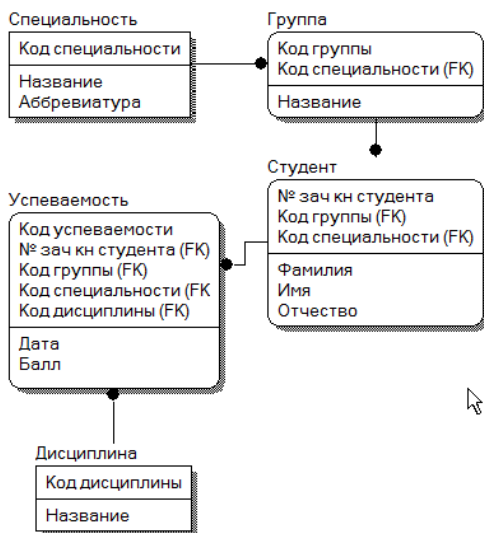 Специальность
Код специальности
Название
Аббревиатура
Группа
Код группы
Код специальности (FK)
Название
Студент
№ зач кн студента
Код группы (FK)
Код специальности (FK)
Фамилия
Имя
Отчество
Успеваемость
Код успеваемости
№ зач кн студента (FK)
Код группы (FK)
Код специальности (FK
Код дисциплины (FK)
Дата
Балл
Дисциплина
Код дисциплины
Название